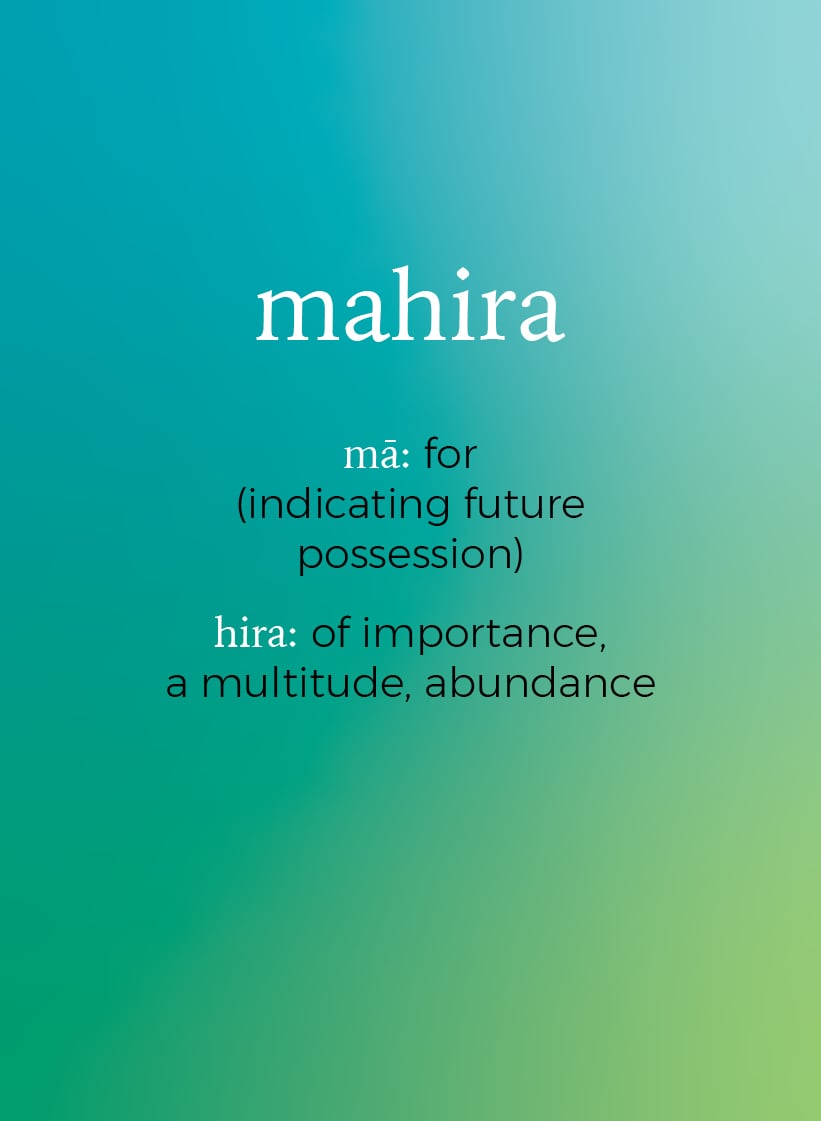 mahira
mā: for
(indicating future
possession)
hira: of importance,
a multitude, abundance